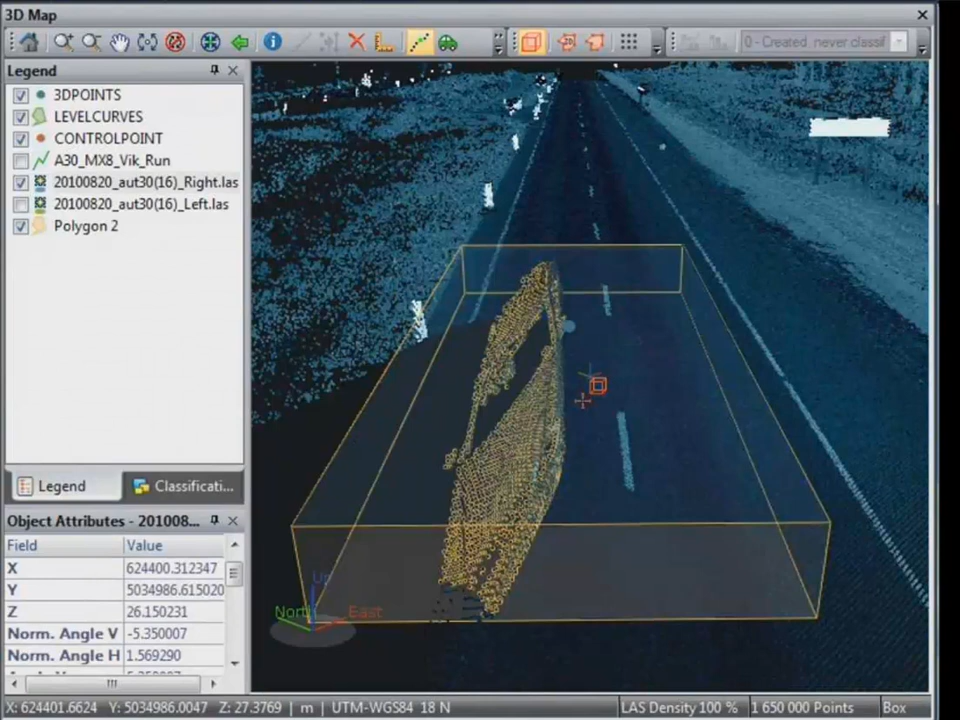 3D Map
0 - Created, never classif
Legend
3DPOINTS
LEVELCURVES
CONTROLPOINT
A30_MX8_Vik_Run
20100820_aut30(16)_Right.las
20100820_aut30(16)_Left.las
Polygon 2
Legend
Classificati...
Object Attributes - 201008...
Field Value
X 624400.312347
Y 5034986.615020
Z 26.150231
Norm. Angle V -5.350007
Norm. Angle H 1.569290
Up
North
East
X: 624401.6624 Y: 5034986.0047 Z: 27.3769 | m | UTM-WGS84 18 N
LAS Density 100 %
1 650 000 Points
Box